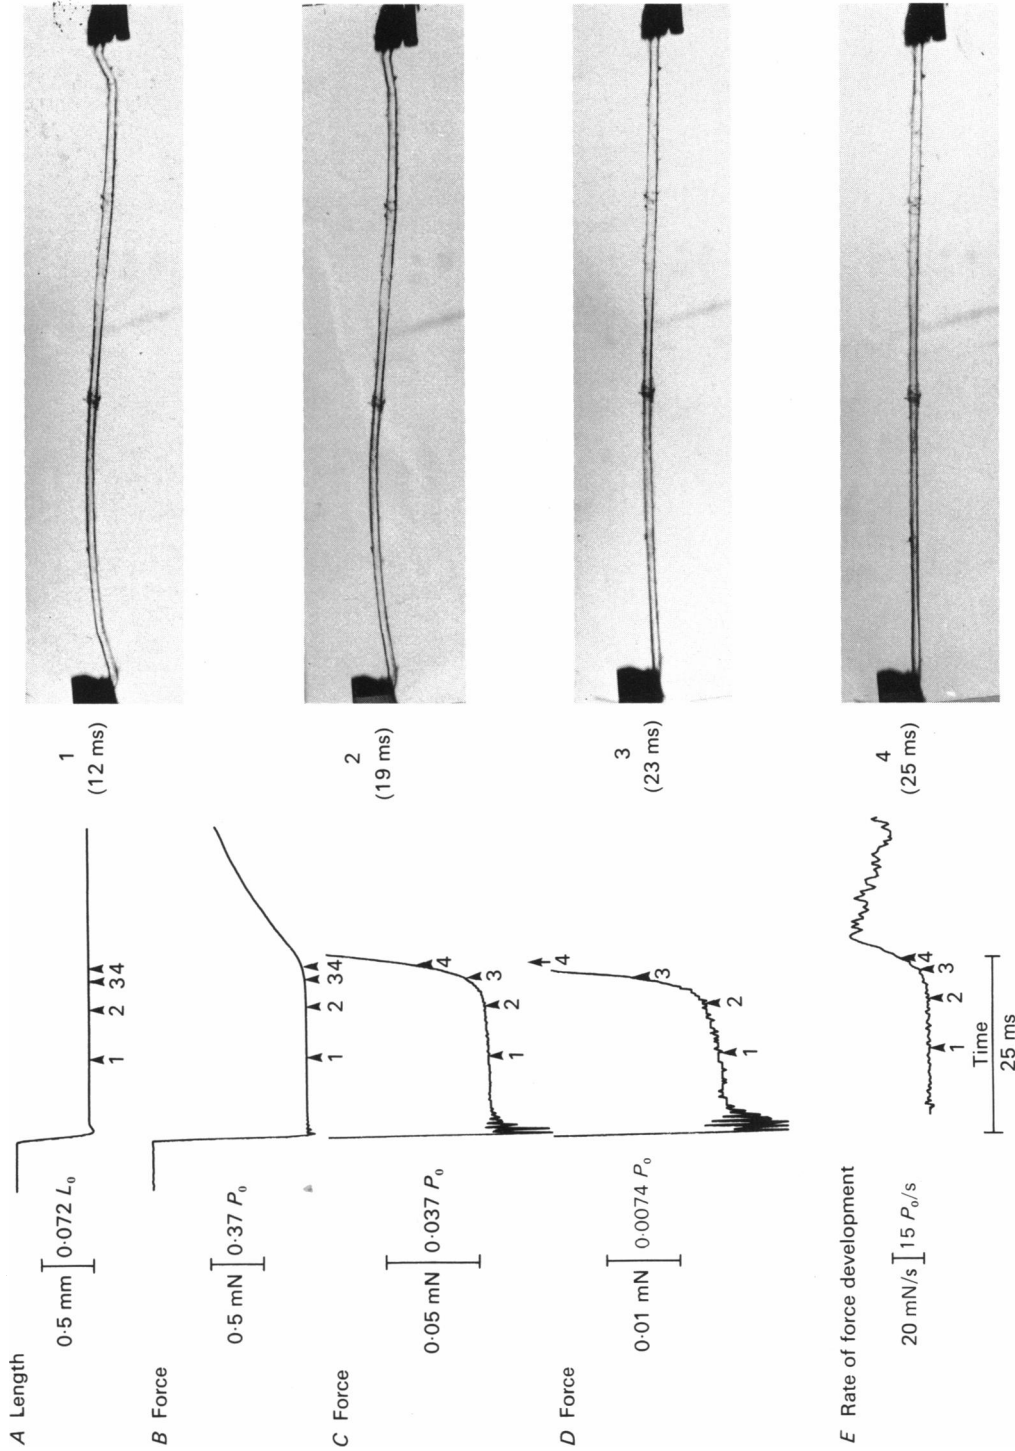 A Length
0·5 mm 0·072 L₀
1 2 3 4
B Force
0·5 mN 0·37 P₀
1 2 3 4
C Force
0·05 mN 0·037 P₀
1 2 3 4
D Force
0·01 mN 0·0074 P₀
1 2 3 4
E Rate of force development
20 mN/s 15 P₀/s
1 2 3 4
Time
25 ms
1
(12 ms)
2
(19 ms)
3
(23 ms)
4
(25 ms)